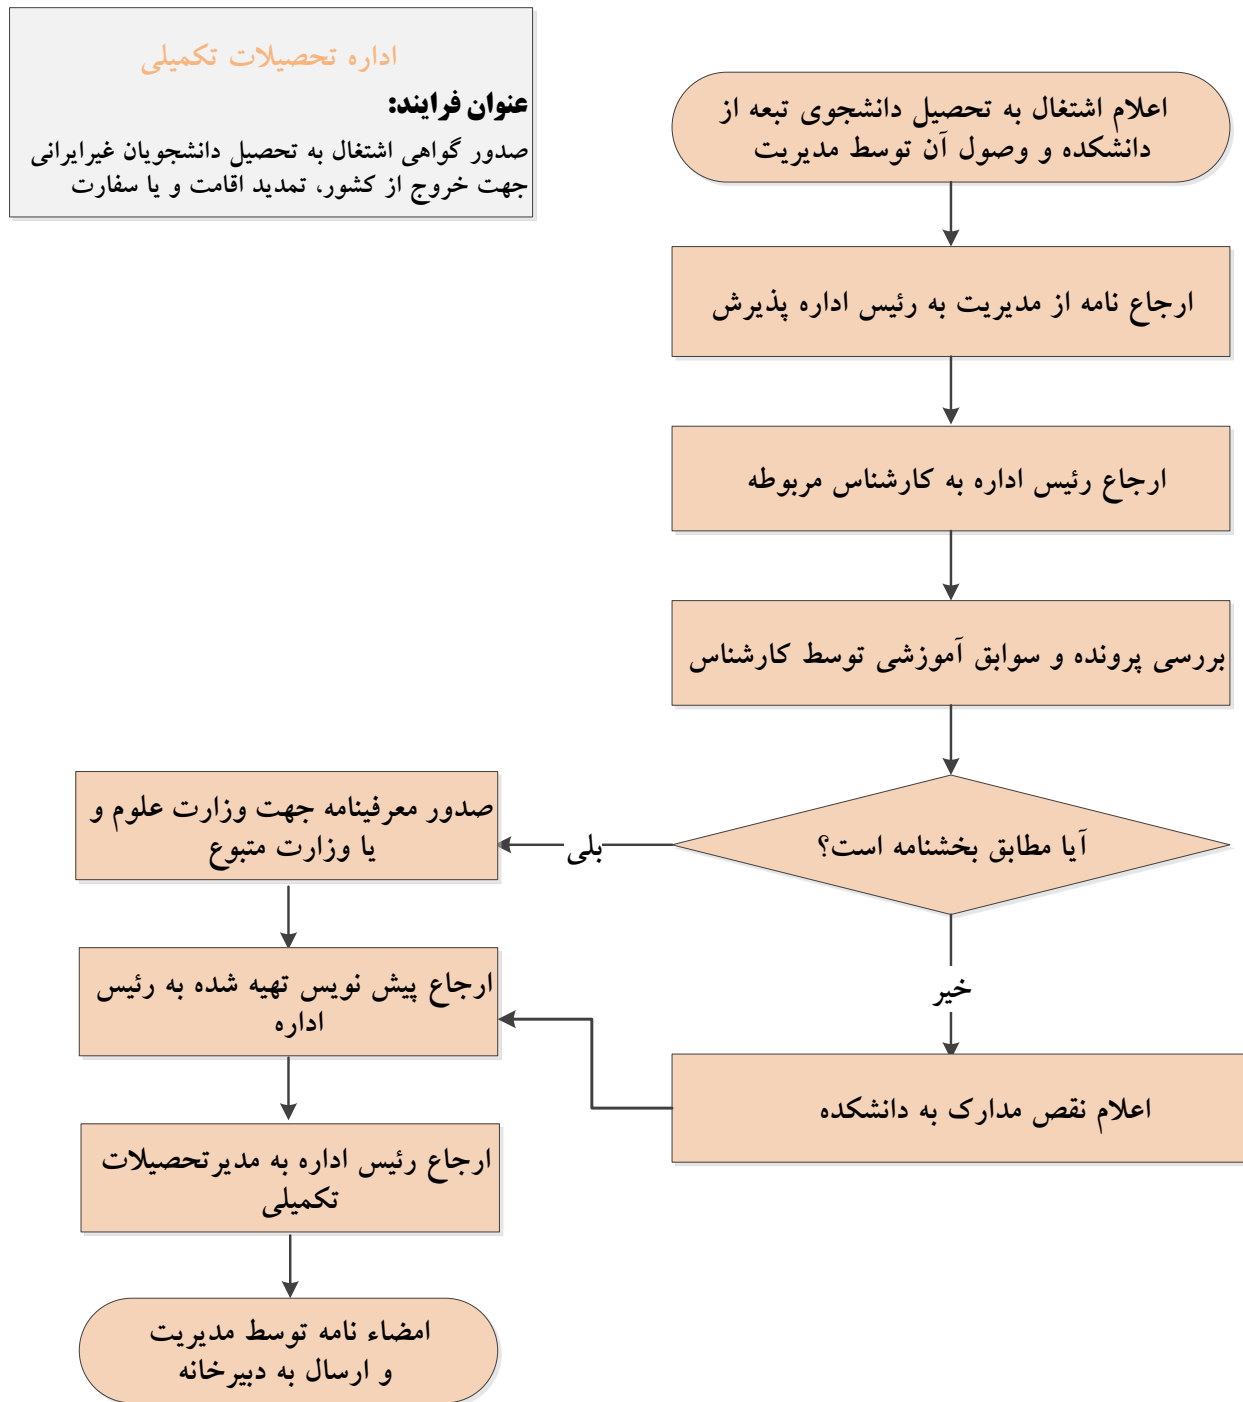 اداره تحصیلات تکمیلی
عنوان فرایند:
صدور گواهی اشتغال به تحصیل دانشجویان غیرایرانی
جهت خروج از کشور، تمدید اقامت و یا سفارت
اعلام اشتغال به تحصیل دانشجوی تبعه از
دانشکده و وصول آن توسط مدیریت
ارجاع نامه از مدیریت به رئیس اداره پذیرش
ارجاع رئیس اداره به کارشناس مربوطه
بررسی پرونده و سوابق آموزشی توسط کارشناس
آیا مطابق بخشنامه است؟
بلی
صدور معرفینامه جهت وزارت علوم و
یا وزارت متبوع
خیر
اعلام نقص مدارک به دانشکده
ارجاع پیش نویس تهیه شده به رئیس
اداره
ارجاع رئیس اداره به مدیرتحصیلات
تکمیلی
امضاء نامه توسط مدیریت
و ارسال به دبیرخانه